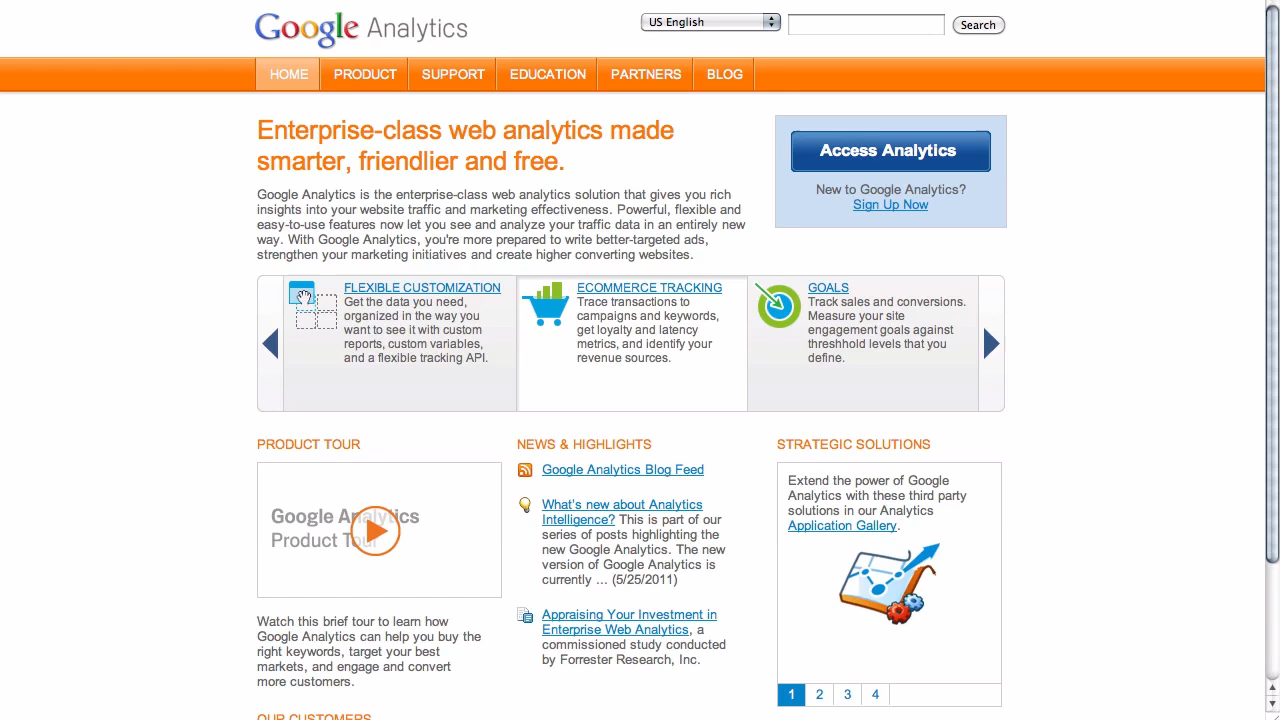 Google Analytics
US English
Search
HOME
PRODUCT
SUPPORT
EDUCATION
PARTNERS
BLOG
Enterprise-class web analytics made
smarter, friendlier and free.
Google Analytics is the enterprise-class web analytics solution that gives you rich
insights into your website traffic and marketing effectiveness. Powerful, flexible and
easy-to-use features now let you see and analyze your traffic data in an entirely new
way. With Google Analytics, you're more prepared to write better-targeted ads,
strengthen your marketing initiatives and create higher converting websites.
Access Analytics
New to Google Analytics?
Sign Up Now
FLEXIBLE CUSTOMIZATION
Get the data you need,
organized in the way you
want to see it with custom
reports, custom variables,
and a flexible tracking API.
ECOMMERCE TRACKING
Trace transactions to
campaigns and keywords,
get loyalty and latency
metrics, and identify your
revenue sources.
GOALS
Track sales and conversions.
Measure your site
engagement goals against
threshhold levels that you
define.
PRODUCT TOUR
Google Analytics
Product Tour
Watch this brief tour to learn how
Google Analytics can help you buy the
right keywords, target your best
markets, and engage and convert
more customers.
OUR CUSTOMERS
NEWS & HIGHLIGHTS
Google Analytics Blog Feed
What's new about Analytics
Intelligence? This is part of our
series of posts highlighting the
new Google Analytics. The new
version of Google Analytics is
currently ... (5/25/2011)
Appraising Your Investment in
Enterprise Web Analytics, a
commissioned study conducted
by Forrester Research, Inc.
STRATEGIC SOLUTIONS
Extend the power of Google
Analytics with these third party
solutions in our Analytics
Application Gallery.
1 2 3 4